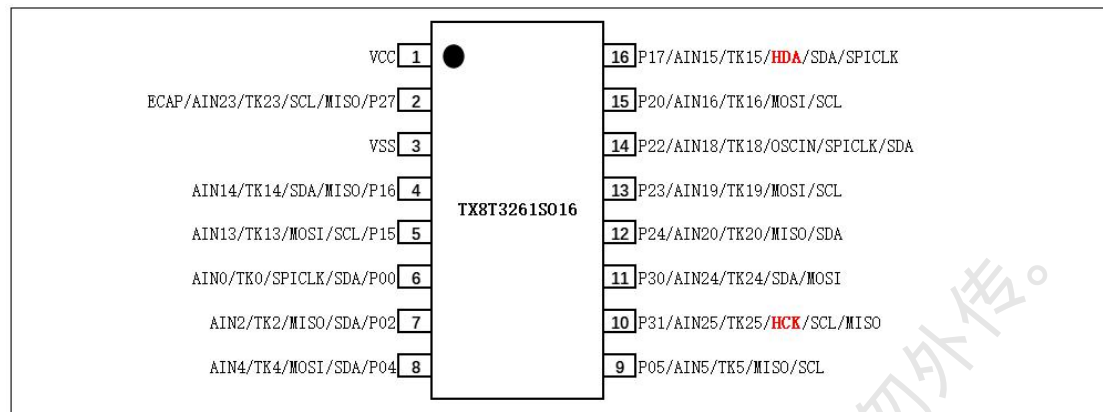 VCC 1
ECAP/AIN23/TK23/SCL/MISO/P27 2
VSS 3
AIN14/TK14/SDA/MISO/P16 4
AIN13/TK13/MOSI/SCL/P15 5
AIN0/TK0/SPICLK/SDA/P00 6
AIN2/TK2/MISO/SDA/P02 7
AIN4/TK4/MOSI/SDA/P04 8
TX8T3261SO16
16 P17/AIN15/TK15/HDA/SDA/SPICLK
15 P20/AIN16/TK16/MOSI/SCL
14 P22/AIN18/TK18/OSCIN/SPICLK/SDA
13 P23/AIN19/TK19/MOSI/SCL
12 P24/AIN20/TK20/MISO/SDA
11 P30/AIN24/TK24/SDA/MOSI
10 P31/AIN25/TK25/HCK/SCL/MISO
9 P05/AIN5/TK5/MISO/SCL
外传。